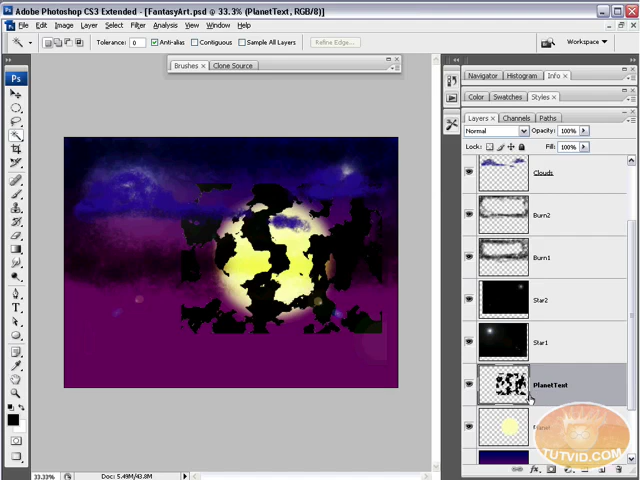 Adobe Photoshop CS3 Extended - [FantasyArt.psd @ 33.3% (PlanetText, RGB/8)]
File Edit Image Layer Select Filter Analysis View Window Help
Tolerance: 0 Anti-alias Contiguous Sample All Layers Refine Edge... Workspace
Brushes Clone Source
Ps
Navigator Histogram Info
Color Swatches Styles
Layers Channels Paths
Normal Opacity: 100%
Lock: Fill: 100%
Clouds
Burn2
Burn1
Star2
Star1
PlanetText
TUTVID.COM
33.33% Doc: 5.49M/43.8M